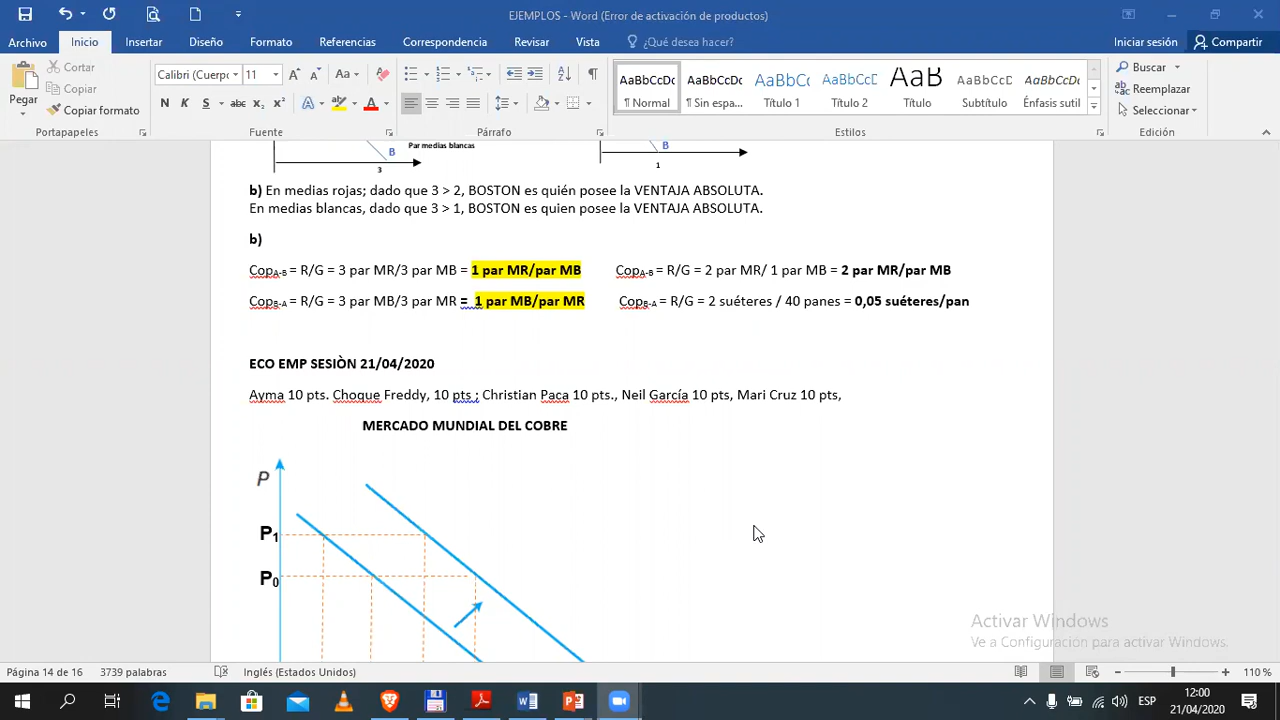 EJEMPLOS - Word (Error de activación de productos)
Archivo Inicio Insertar Diseño Formato Referencias Correspondencia Revisar Vista ¿Qué desea hacer? Iniciar sesión Compartir
Pegar
Cortar
Copiar
Copiar formato
Calibri (Cuerpo 11 Aa
N K S abc x₂ x² A A
AaBbCcDc AaBbCcDc AaBbCc AaBbCcD AaB AaBbCcD AaBbCcDc
¶ Normal ¶ Sin espa... Título 1 Título 2 Título Subtítulo Énfasis sutil
Buscar
Reemplazar
Seleccionar
Portapapeles Fuente Párrafo Estilos Edición
Par medias blancas
B
3
B
1
b) En medias rojas; dado que 3 > 2, BOSTON es quién posee la VENTAJA ABSOLUTA.
En medias blancas, dado que 3 > 1, BOSTON es quien posee la VENTAJA ABSOLUTA.
b)
CopA-B = R/G = 3 par MR/3 par MB = 1 par MR/par MB CopA-B = R/G = 2 par MR/ 1 par MB = 2 par MR/par MB
CopB-A = R/G = 3 par MB/3 par MR = 1 par MB/par MR CopB-A = R/G = 2 suéteres / 40 panes = 0,05 suéteres/pan
ECO EMP SESIÒN 21/04/2020
Ayma 10 pts. Choque Freddy, 10 pts ; Christian Paca 10 pts., Neil García 10 pts, Mari Cruz 10 pts,
MERCADO MUNDIAL DEL COBRE
P
P1
P0
Activar Windows
Ve a Configuración para activar Windows.
Página 14 de 16 3739 palabras Inglés (Estados Unidos) 110 %
ESP 12:00
21/04/2020